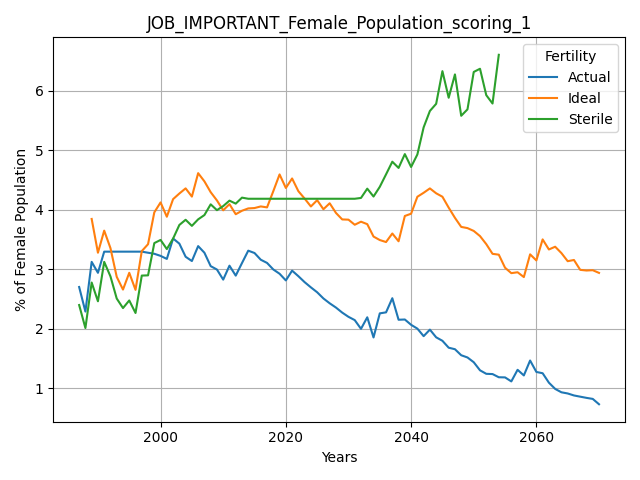 JOB_IMPORTANT_Female_Population_scoring_1
Fertility
Actual
Ideal
Sterile
% of Female Population
6
5
4
3
2
1
2000 2020 2040 2060
Years